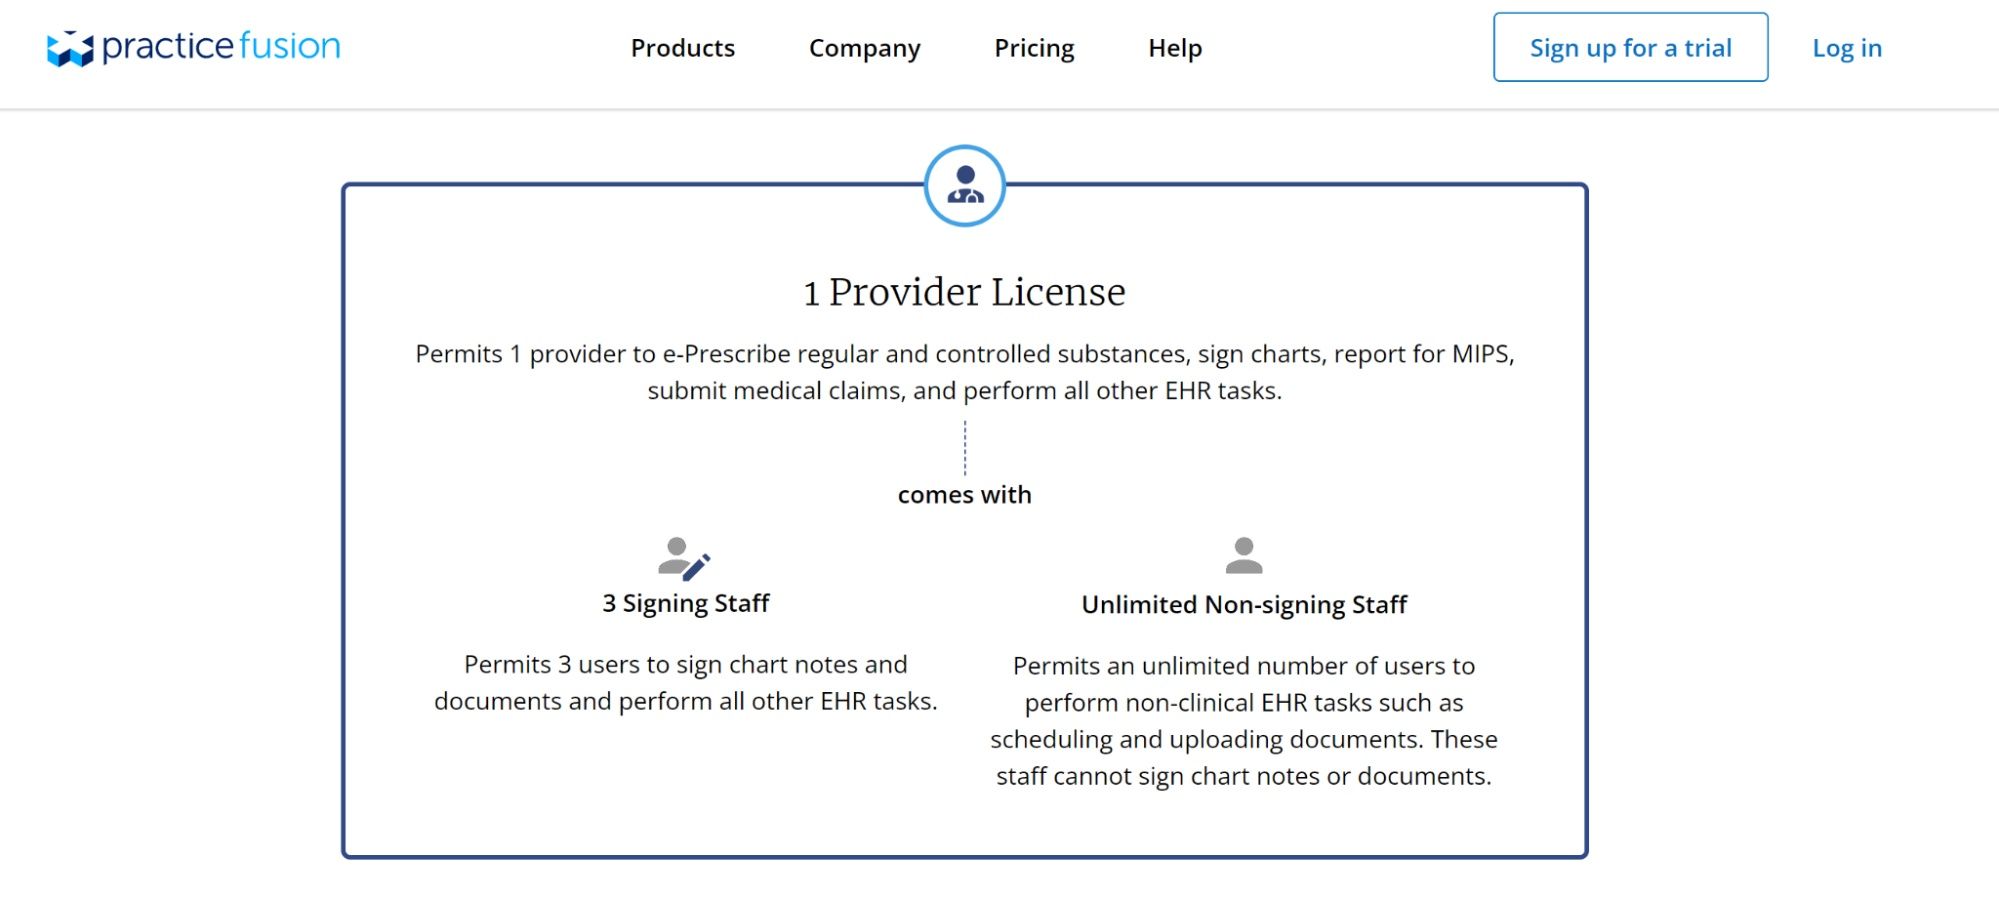 practice fusion
Products
Company
Pricing
Help
Sign up for a trial
Log in
1 Provider License
Permits 1 provider to e-Prescribe regular and controlled substances, sign charts, report for MIPS,
submit medical claims, and perform all other EHR tasks.
comes with
3 Signing Staff
Permits 3 users to sign chart notes and
documents and perform all other EHR tasks.
Unlimited Non-signing Staff
Permits an unlimited number of users to
perform non-clinical EHR tasks such as
scheduling and uploading documents. These
staff cannot sign chart notes or documents.